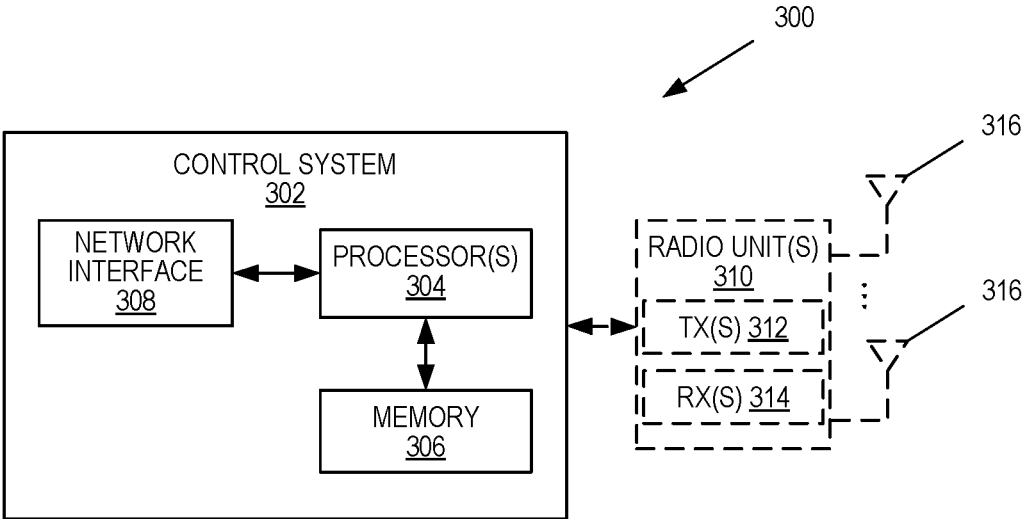 300
CONTROL SYSTEM
302
NETWORK
INTERFACE
308
PROCESSOR(S)
304
MEMORY
306
RADIO UNIT(S)
310
TX(S) 312
RX(S) 314
316
316